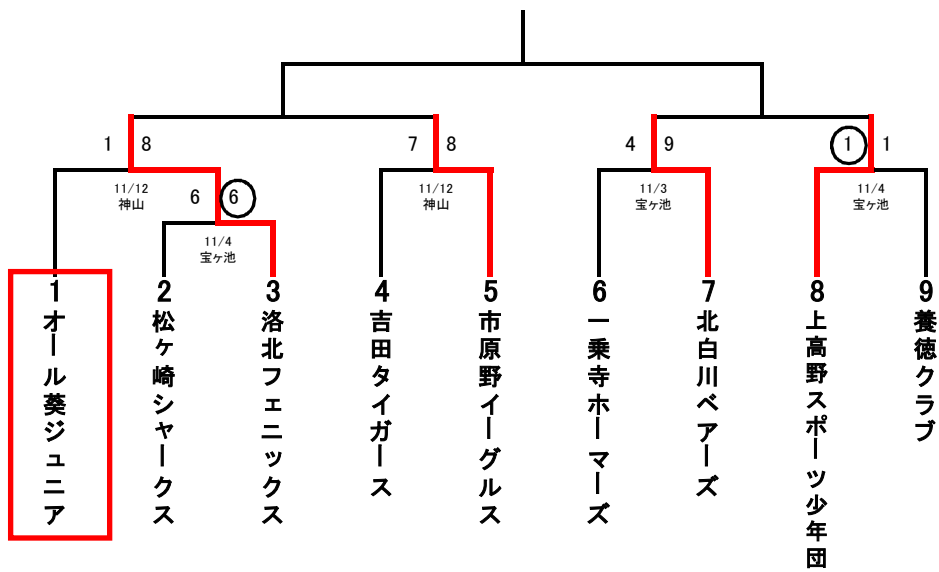 1 8
7 8
4 9
1 1
11/12
神山
6 6
11/12
神山
11/3
宝ヶ池
11/4
宝ヶ池
11/4
宝ヶ池
1 オール葵ジュニア
2 松ヶ崎シャークス
3 洛北フェニックス
4 吉田タイガース
5 市原野イーグルス
6 一乗寺ホーマーズ
7 北白川ベアーズ
8 上高野スポーツ少年団
9 養徳クラブ